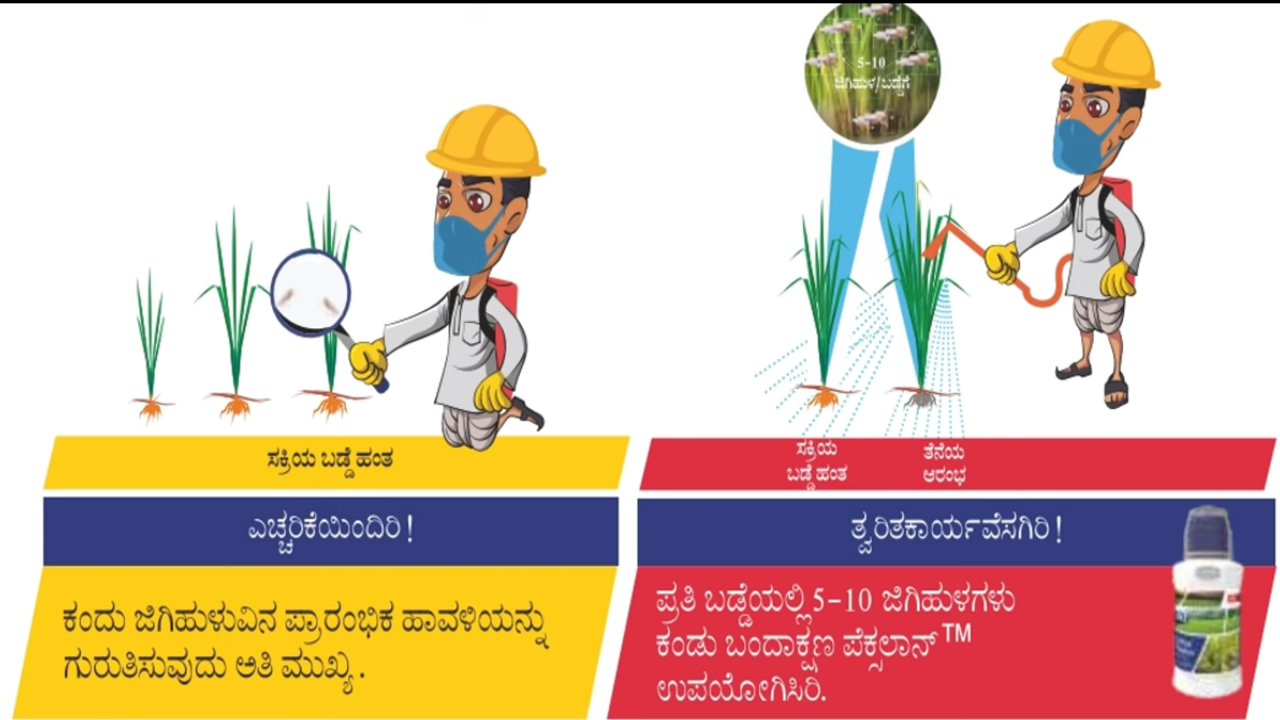 5-10
ಜಿಗಿಹುಳ/ಬಡ್ಡೆಗೆ
ಸಕ್ರಿಯ ಬಡ್ಡೆ ಹಂತ
ಎಚ್ಚರಿಕೆಯಿಂದಿರಿ!
ಕಂದು ಜಿಗಿಹುಳುವಿನ ಪ್ರಾರಂಭಿಕ ಹಾವಳಿಯನ್ನು
ಗುರುತಿಸುವುದು ಅತಿ ಮುಖ್ಯ.
ಸಕ್ರಿಯ
ಬಡ್ಡೆ ಹಂತ
ತೆನೆಯ
ಆರಂಭ
ತ್ವರಿತಕಾರ್ಯವೆಸಗಿರಿ!
ಪ್ರತಿ ಬಡ್ಡೆಯಲ್ಲಿ 5-10 ಜಿಗಿಹುಳಗಳು
ಕಂಡು ಬಂದಾಕ್ಷಣ ಪೆಕ್ಸಲಾನ್™
ಉಪಯೋಗಿಸಿರಿ.